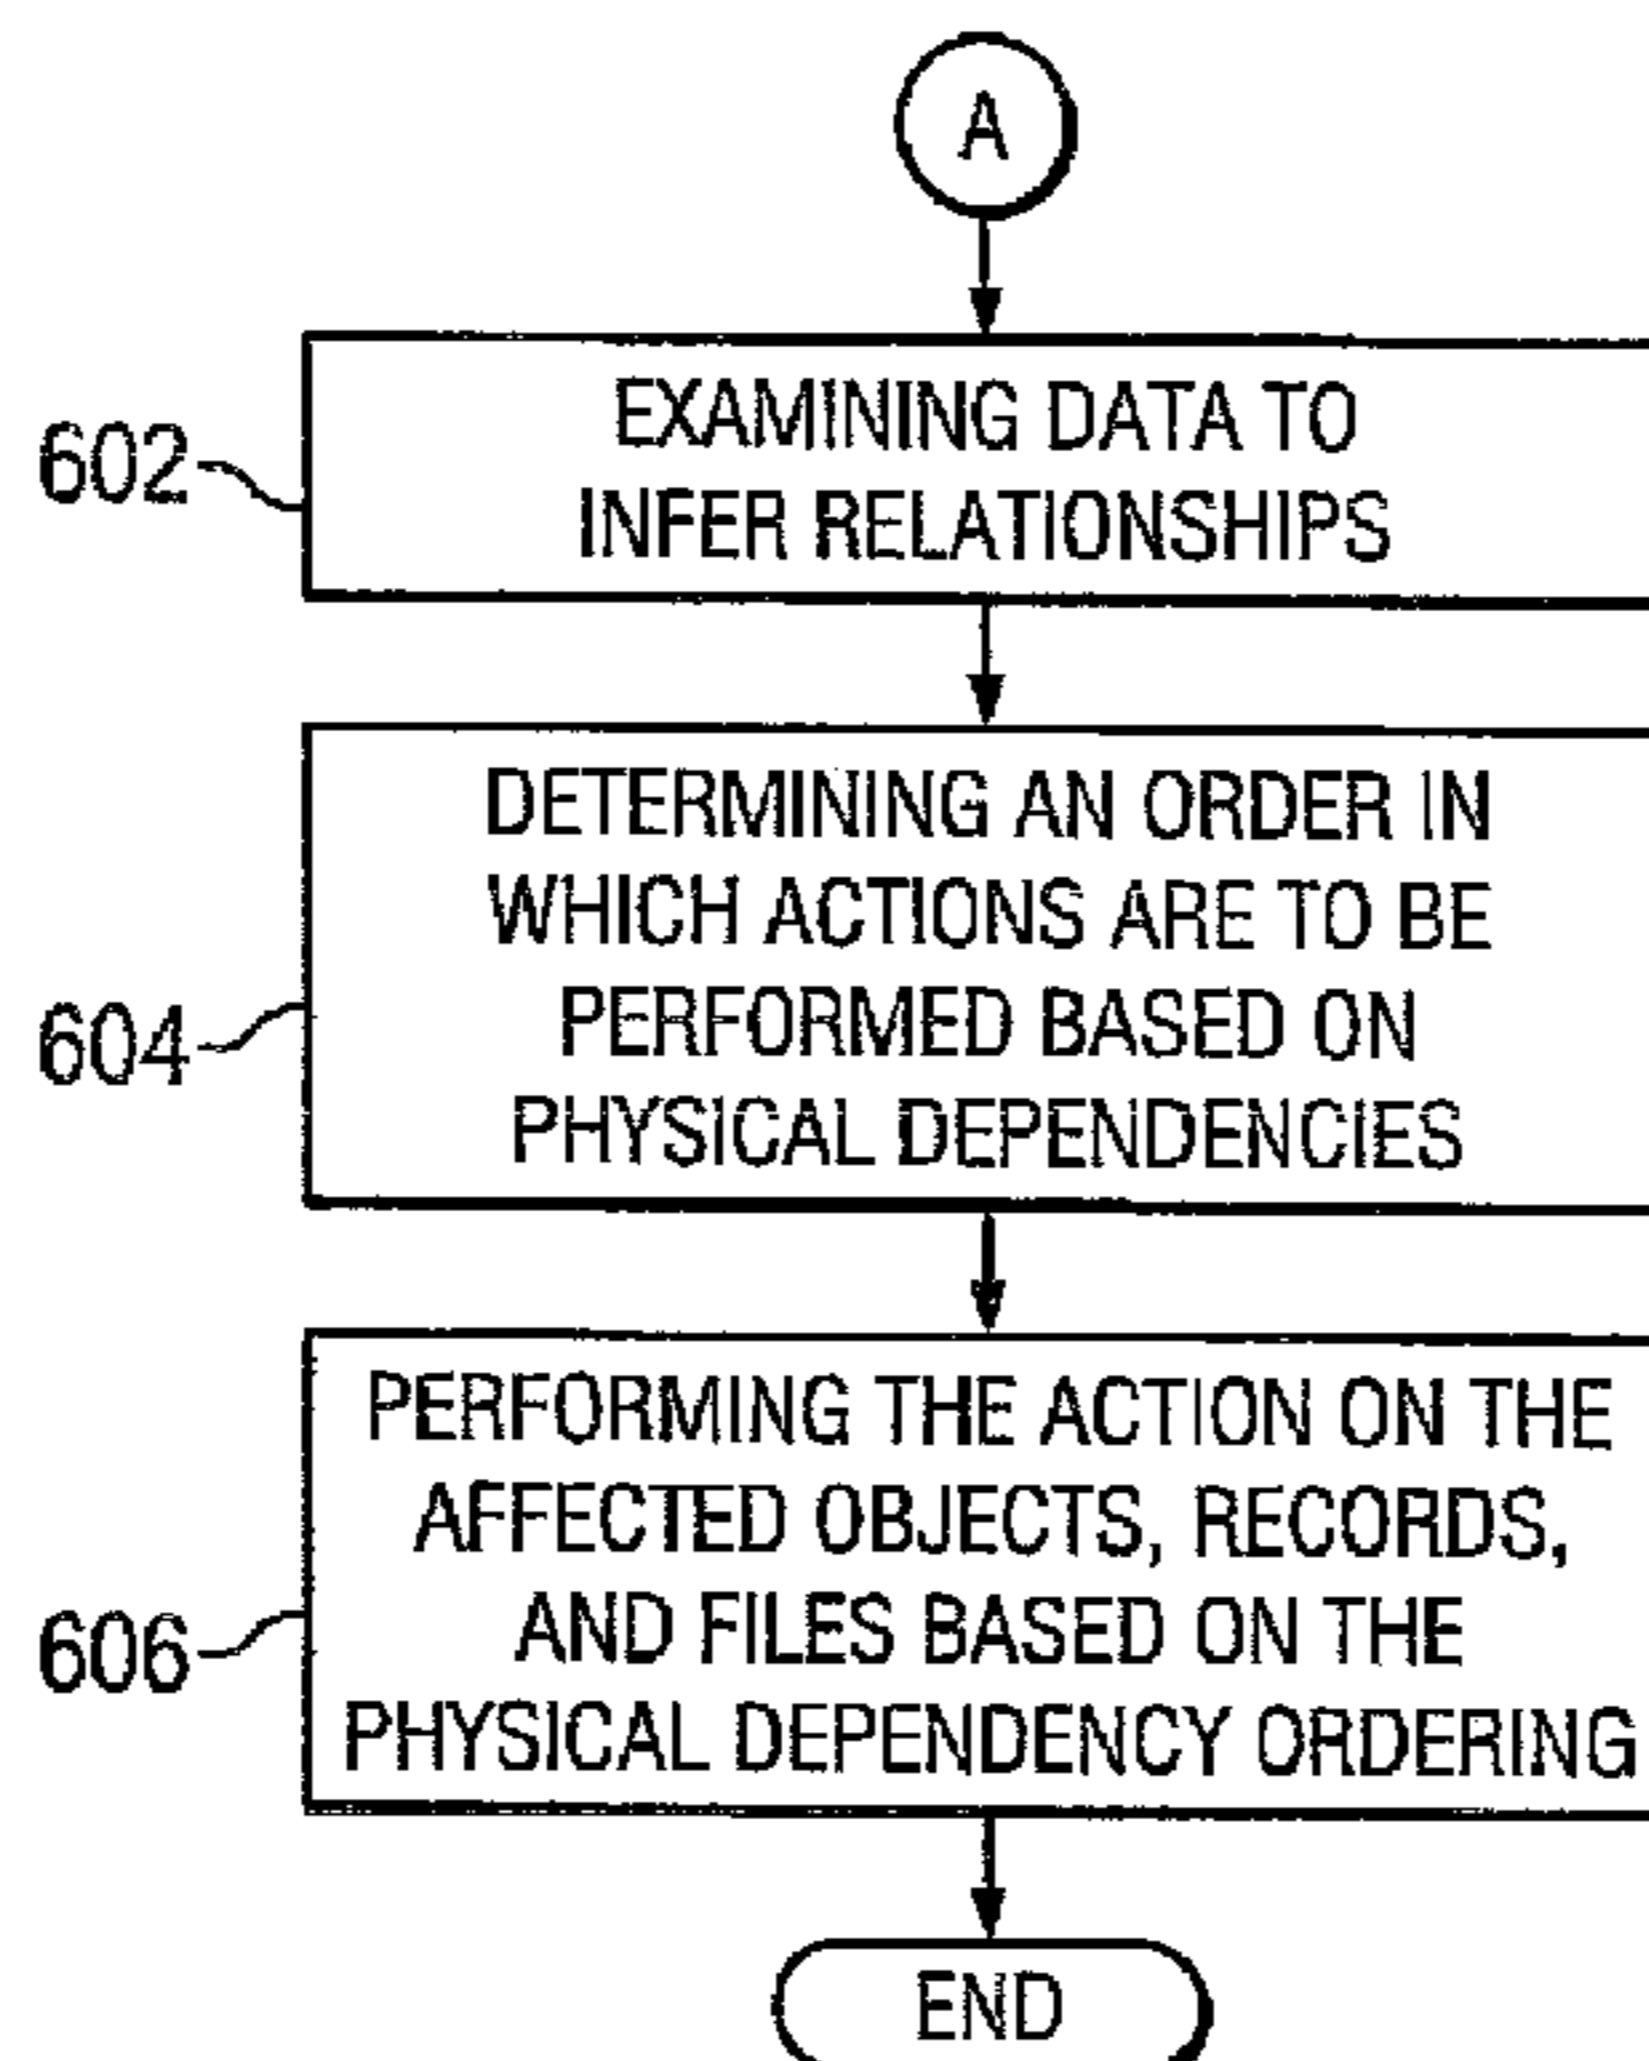 A
602
EXAMINING DATA TO
INFER RELATIONSHIPS
604
DETERMINING AN ORDER IN
WHICH ACTIONS ARE TO BE
PERFORMED BASED ON
PHYSICAL DEPENDENCIES
606
PERFORMING THE ACTION ON THE
AFFECTED OBJECTS, RECORDS,
AND FILES BASED ON THE
PHYSICAL DEPENDENCY ORDERING
END